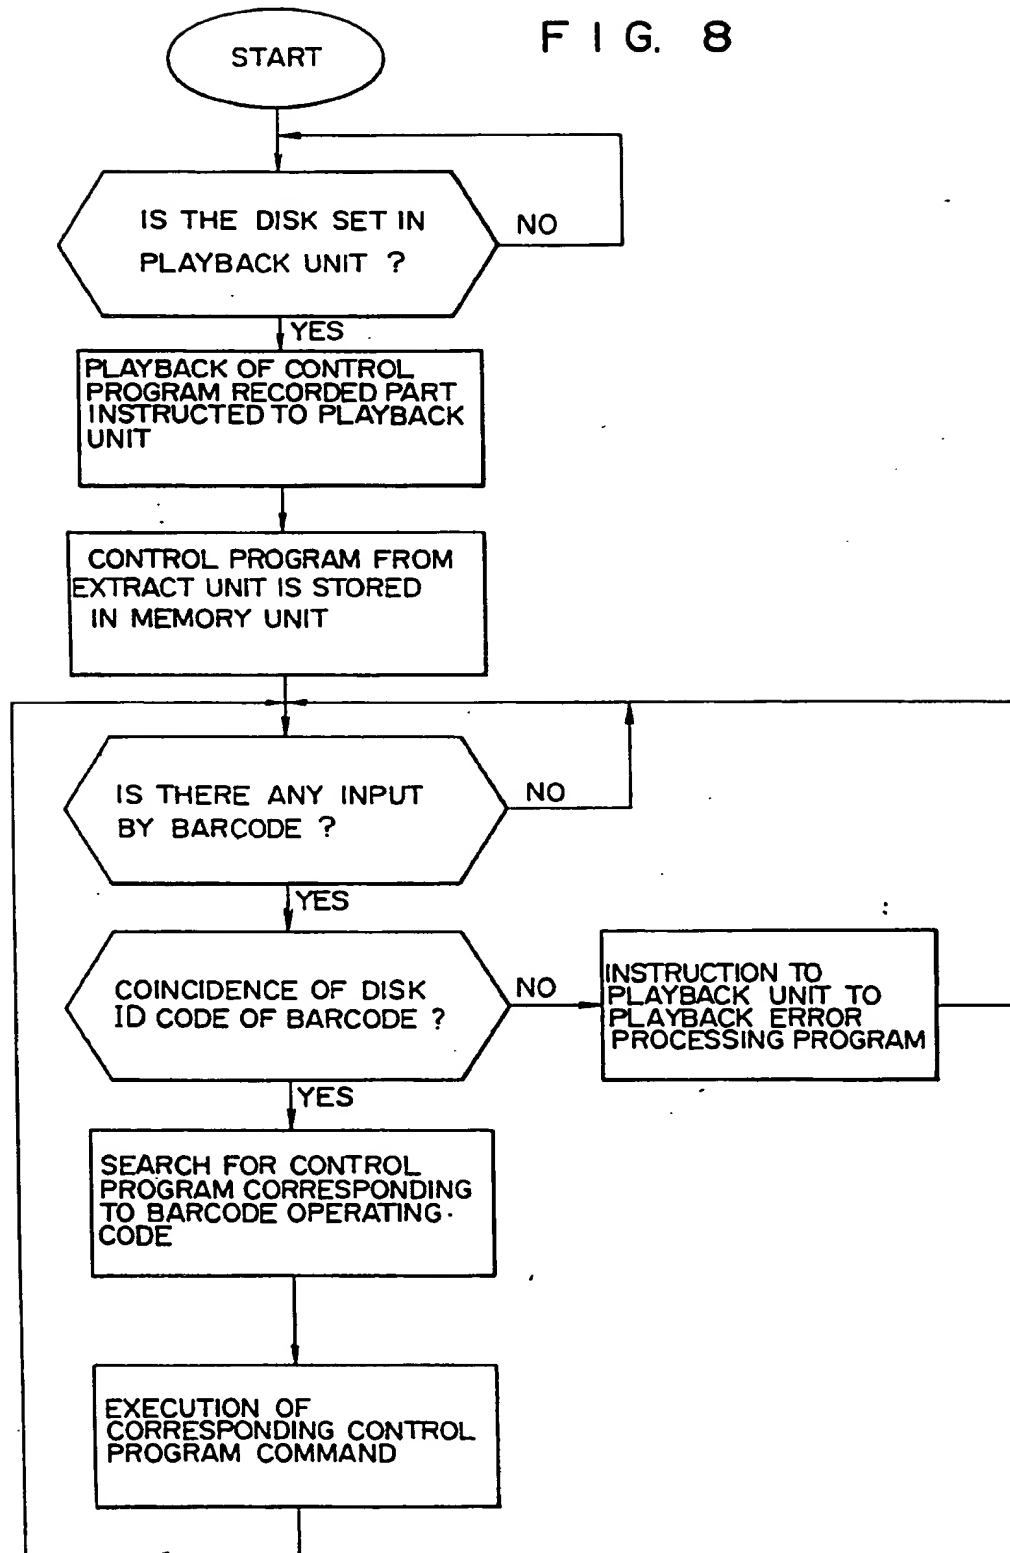 FIG. 8
START
IS THE DISK SET IN
PLAYBACK UNIT ?
NO
YES
PLAYBACK OF CONTROL
PROGRAM RECORDED PART
INSTRUCTED TO PLAYBACK
UNIT
CONTROL PROGRAM FROM
EXTRACT UNIT IS STORED
IN MEMORY UNIT
IS THERE ANY INPUT
BY BARCODE ?
NO
YES
COINCIDENCE OF DISK
ID CODE OF BARCODE ?
NO
INSTRUCTION TO
PLAYBACK UNIT TO
PLAYBACK ERROR
PROCESSING PROGRAM
YES
SEARCH FOR CONTROL
PROGRAM CORRESPONDING
TO BARCODE OPERATING
CODE
EXECUTION OF
CORRESPONDING CONTROL
PROGRAM COMMAND